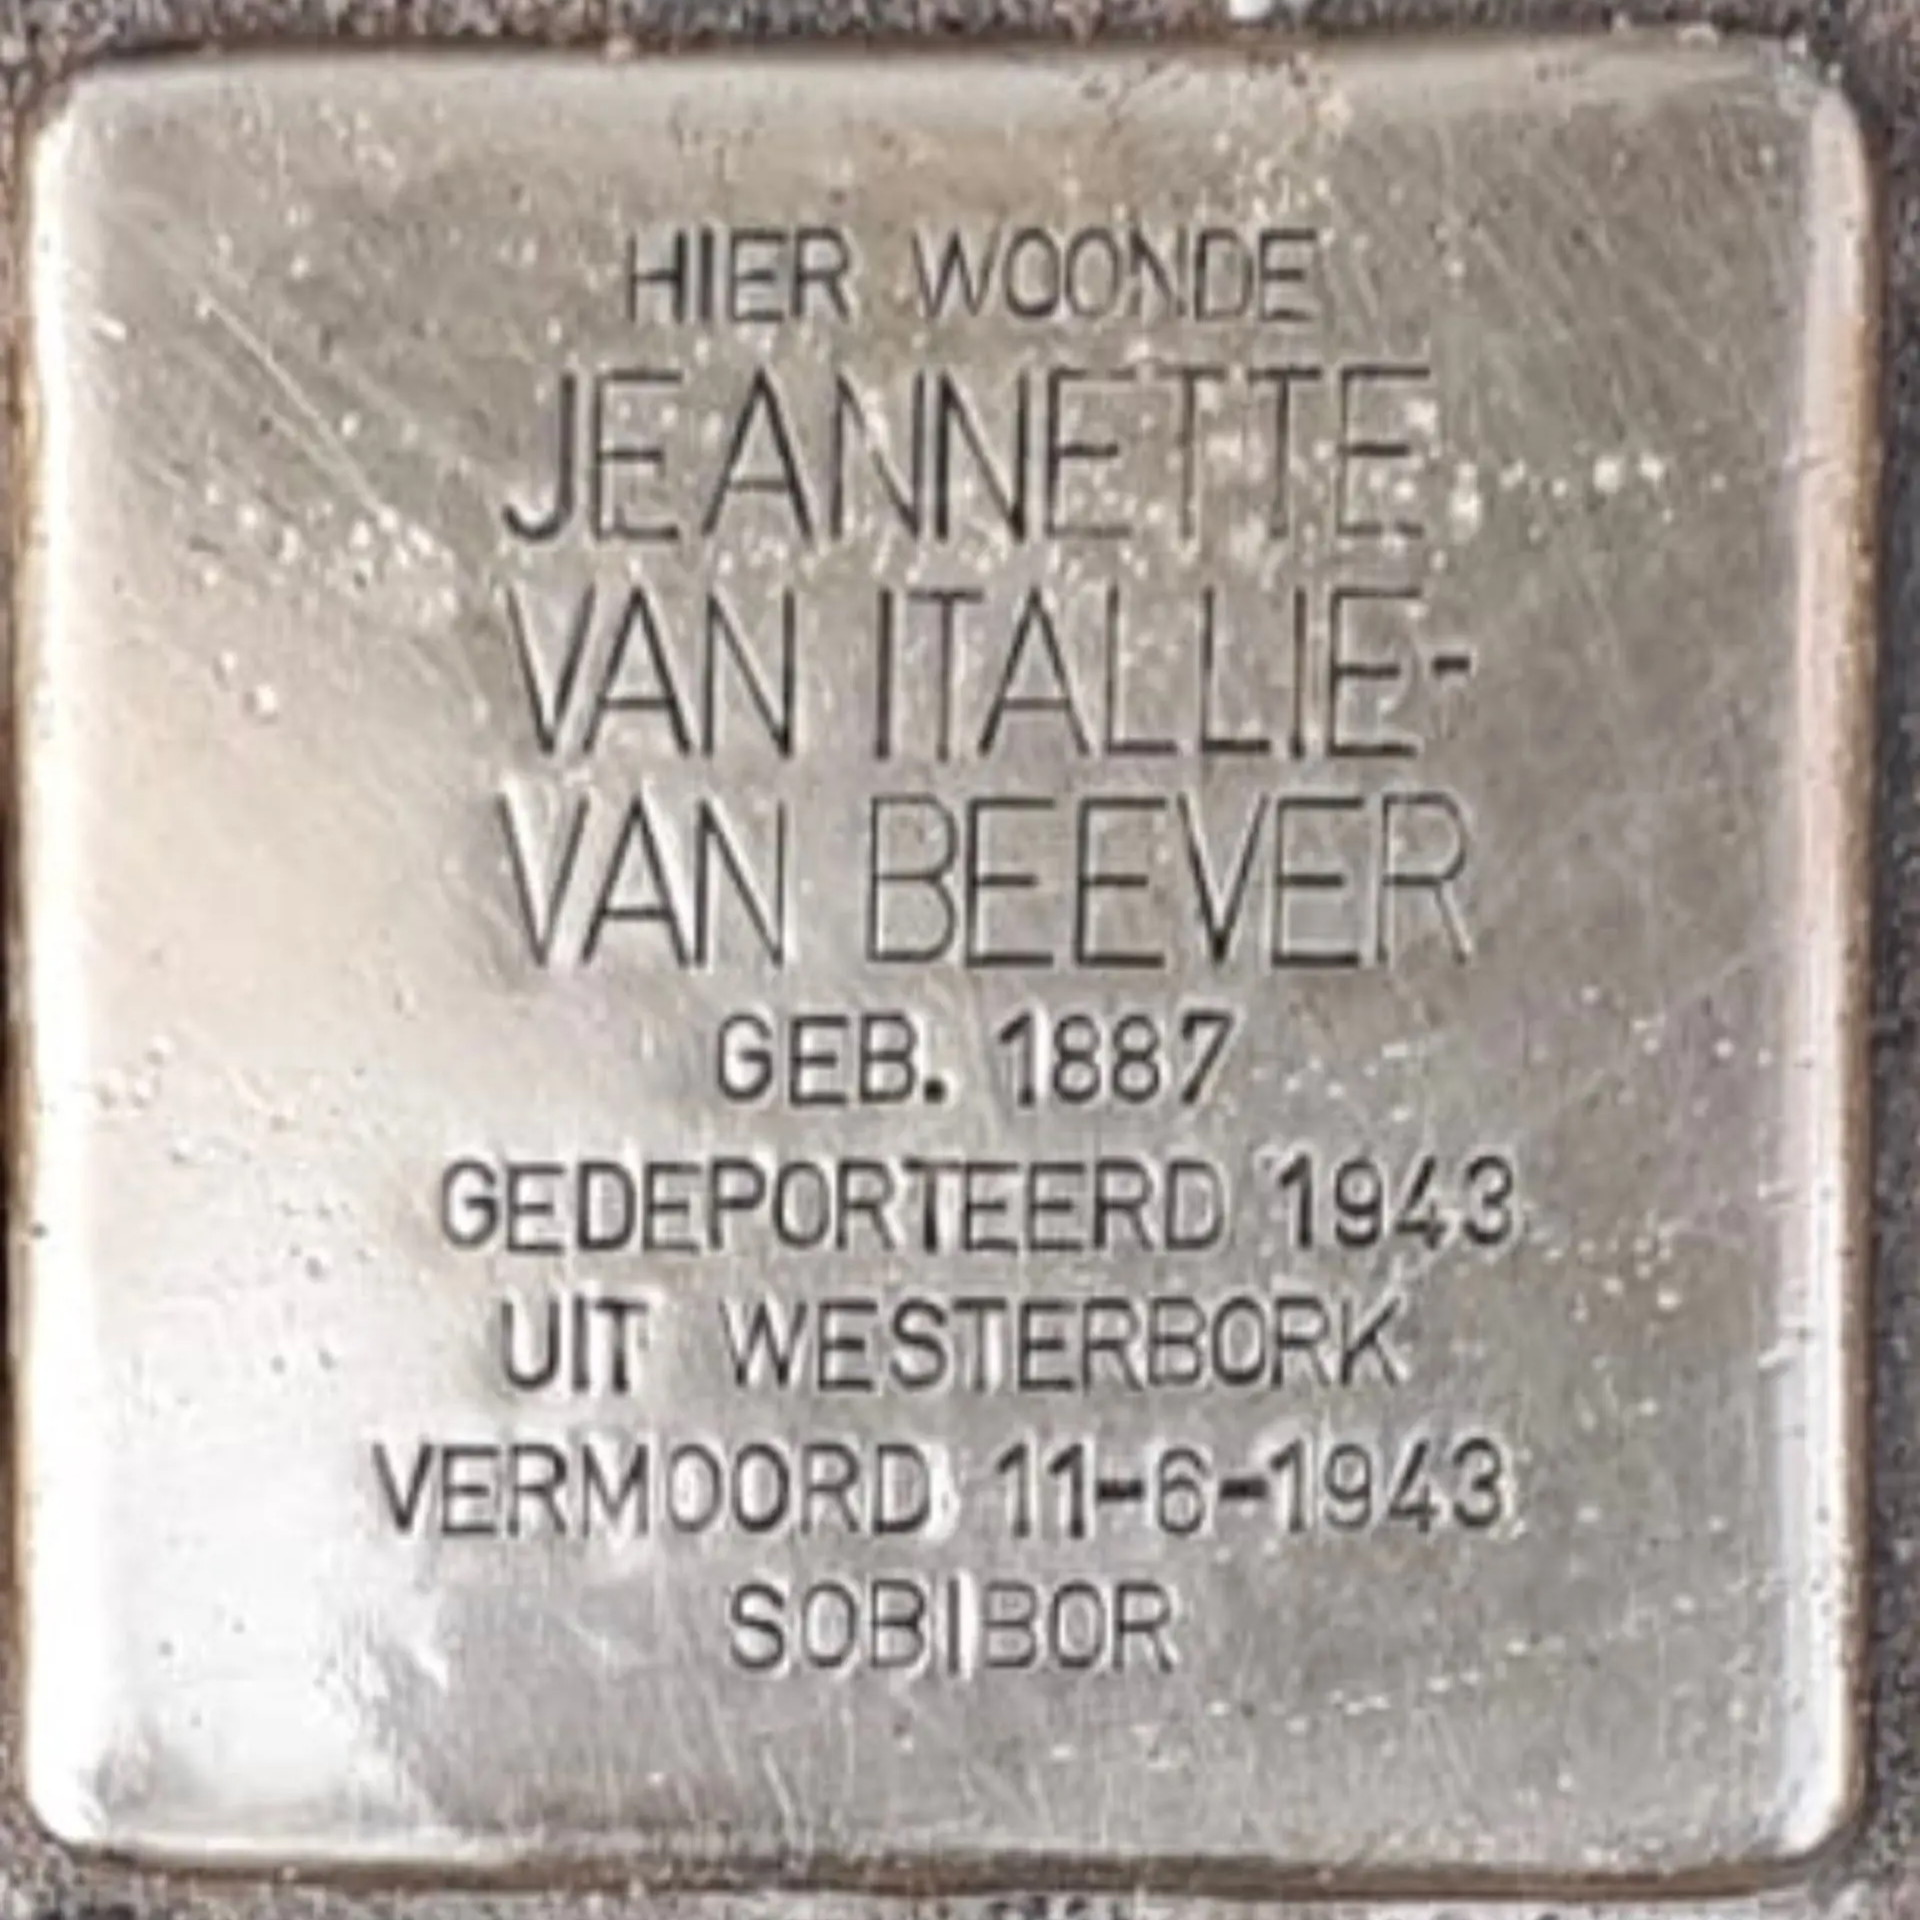 HIER WOONDE
JEANNETTE
VAN ITALLIE-
VAN BEEVER
GEB. 1887
GEDEPORTEERD 1943
UIT WESTERBORK
VERMOORD 11-6-1943
SOBIBOR